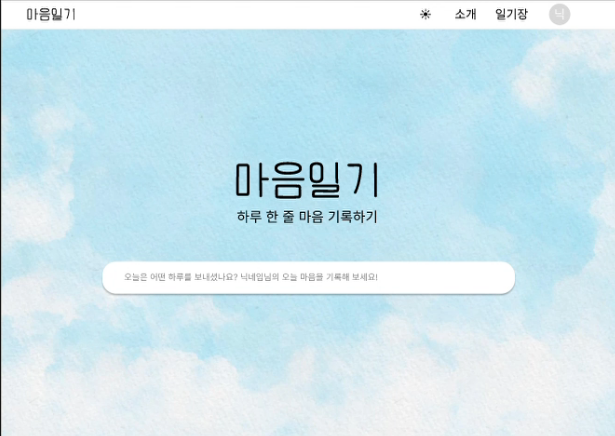 마음일기
소개 일기장 닉
마음일기
하루 한 줄 마음 기록하기
오늘은 어떤 하루를 보내셨나요? 닉네임님의 오늘 마음을 기록해 보세요!